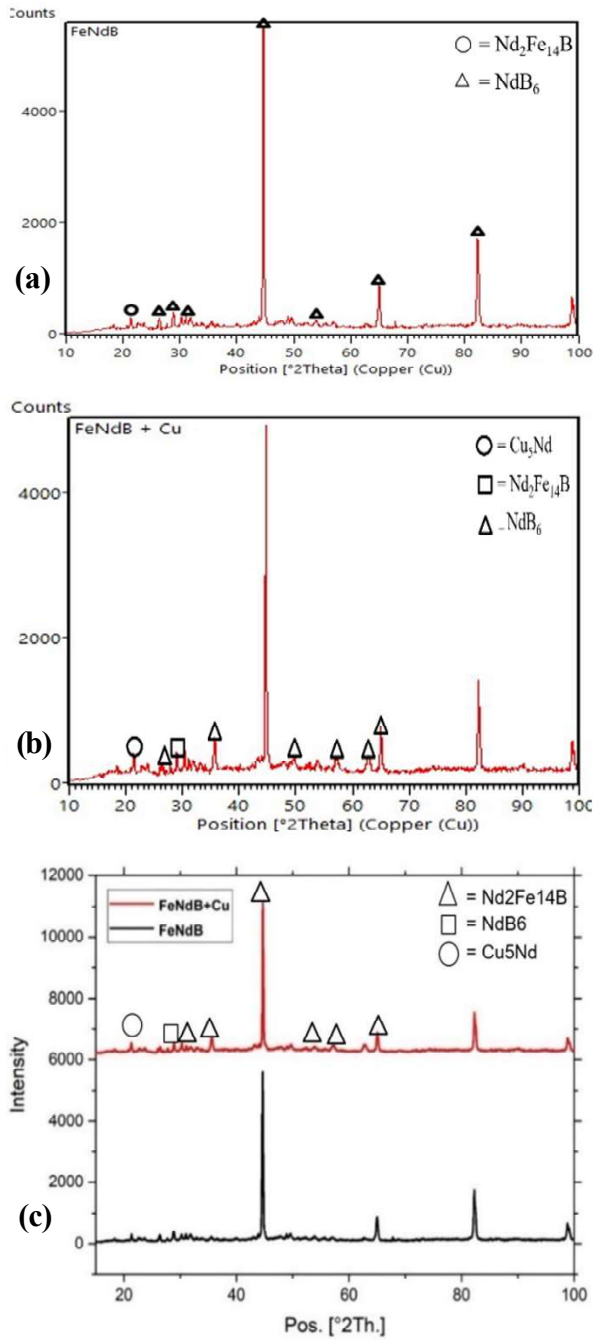 Counts
FeNdB
○ = Nd₂Fe₁₄B
△ = NdB₆
4000
2000
(a)
0
10 20 30 40 50 60 70 80 90 100
Position [°2Theta] (Copper (Cu))
Counts
FeNdB + Cu
○ = Cu₅Nd
□ = Nd₂Fe₁₄B
△ - NdB₆
4000
2000
(b)
0
10 20 30 40 50 60 70 80 90 100
Position [°2Theta] (Copper (Cu))
12000
FeNdB+Cu
FeNdB
△ = Nd2Fe14B
□ = NdB6
○ = Cu5Nd
10000
8000
6000
4000
2000
0
Intensity
(c)
20 40 60 80 100
Pos. [°2Th.]